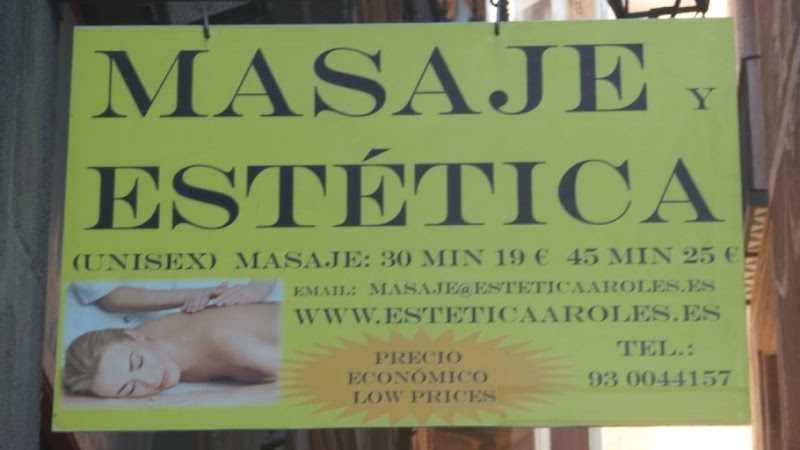 MASAJE Y
ESTÉTICA
(UNISEX) MASAJE: 30 MIN 19 € 45 MIN 25 €
EMAIL: MASAJE@ESTETICAAROLES.ES
WWW.ESTETICAAROLES.ES
PRECIO
ECONÓMICO
LOW PRICES
TEL.:
93 0044157